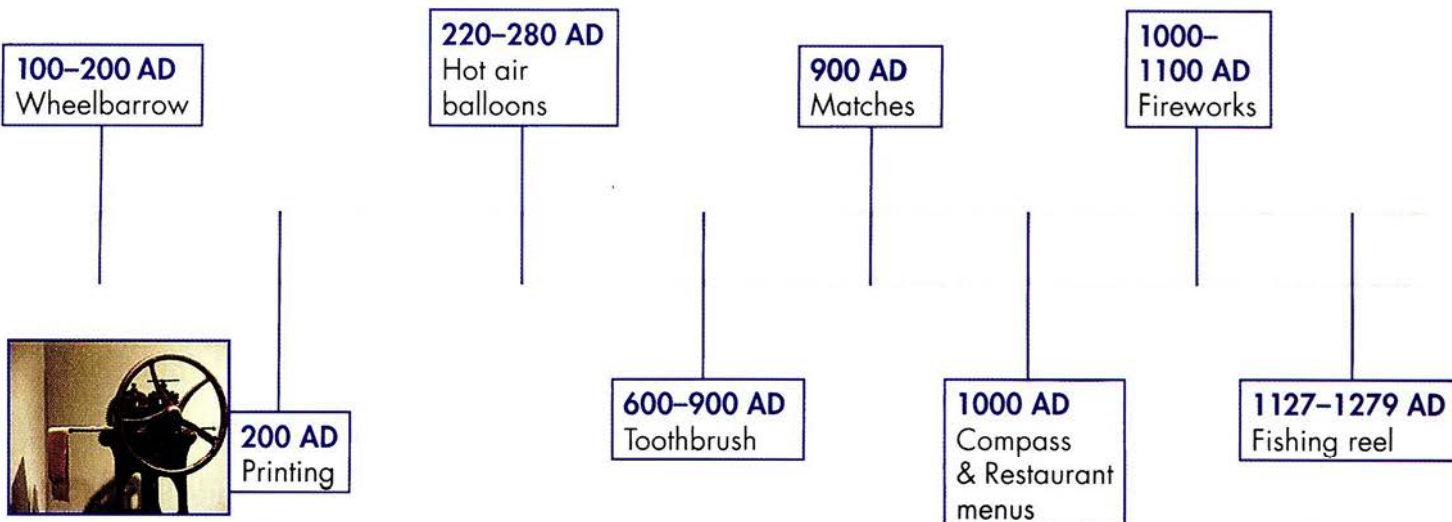 100–200 AD
Wheelbarrow
200 AD
Printing
220–280 AD
Hot air
balloons
600–900 AD
Toothbrush
900 AD
Matches
1000 AD
Compass
& Restaurant
menus
1000–
1100 AD
Fireworks
1127–1279 AD
Fishing reel